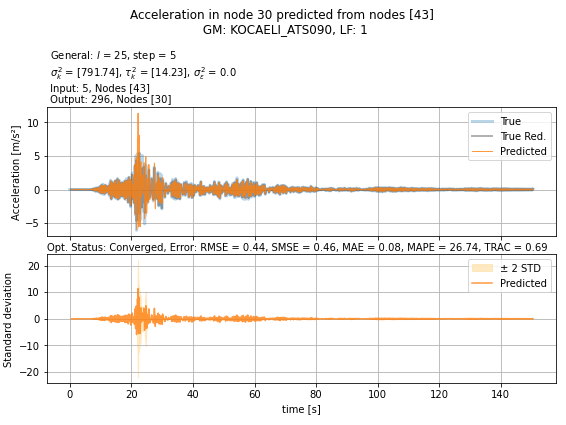 Acceleration in node 30 predicted from nodes [43]
GM: KOCAELI_ATS090, LF: 1
General: l = 25, step = 5
σ²ₖ = [791.74], τ²ₖ = [14.23], σ²ε = 0.0
Input: 5, Nodes [43]
Output: 296, Nodes [30]
Acceleration [m/s²]
10
5
0
−5
True
True Red.
Predicted
Opt. Status: Converged, Error: RMSE = 0.44, SMSE = 0.46, MAE = 0.08, MAPE = 26.74, TRAC = 0.69
Standard deviation
20
10
0
−10
−20
± 2 STD
Predicted
0 20 40 60 80 100 120 140
time [s]